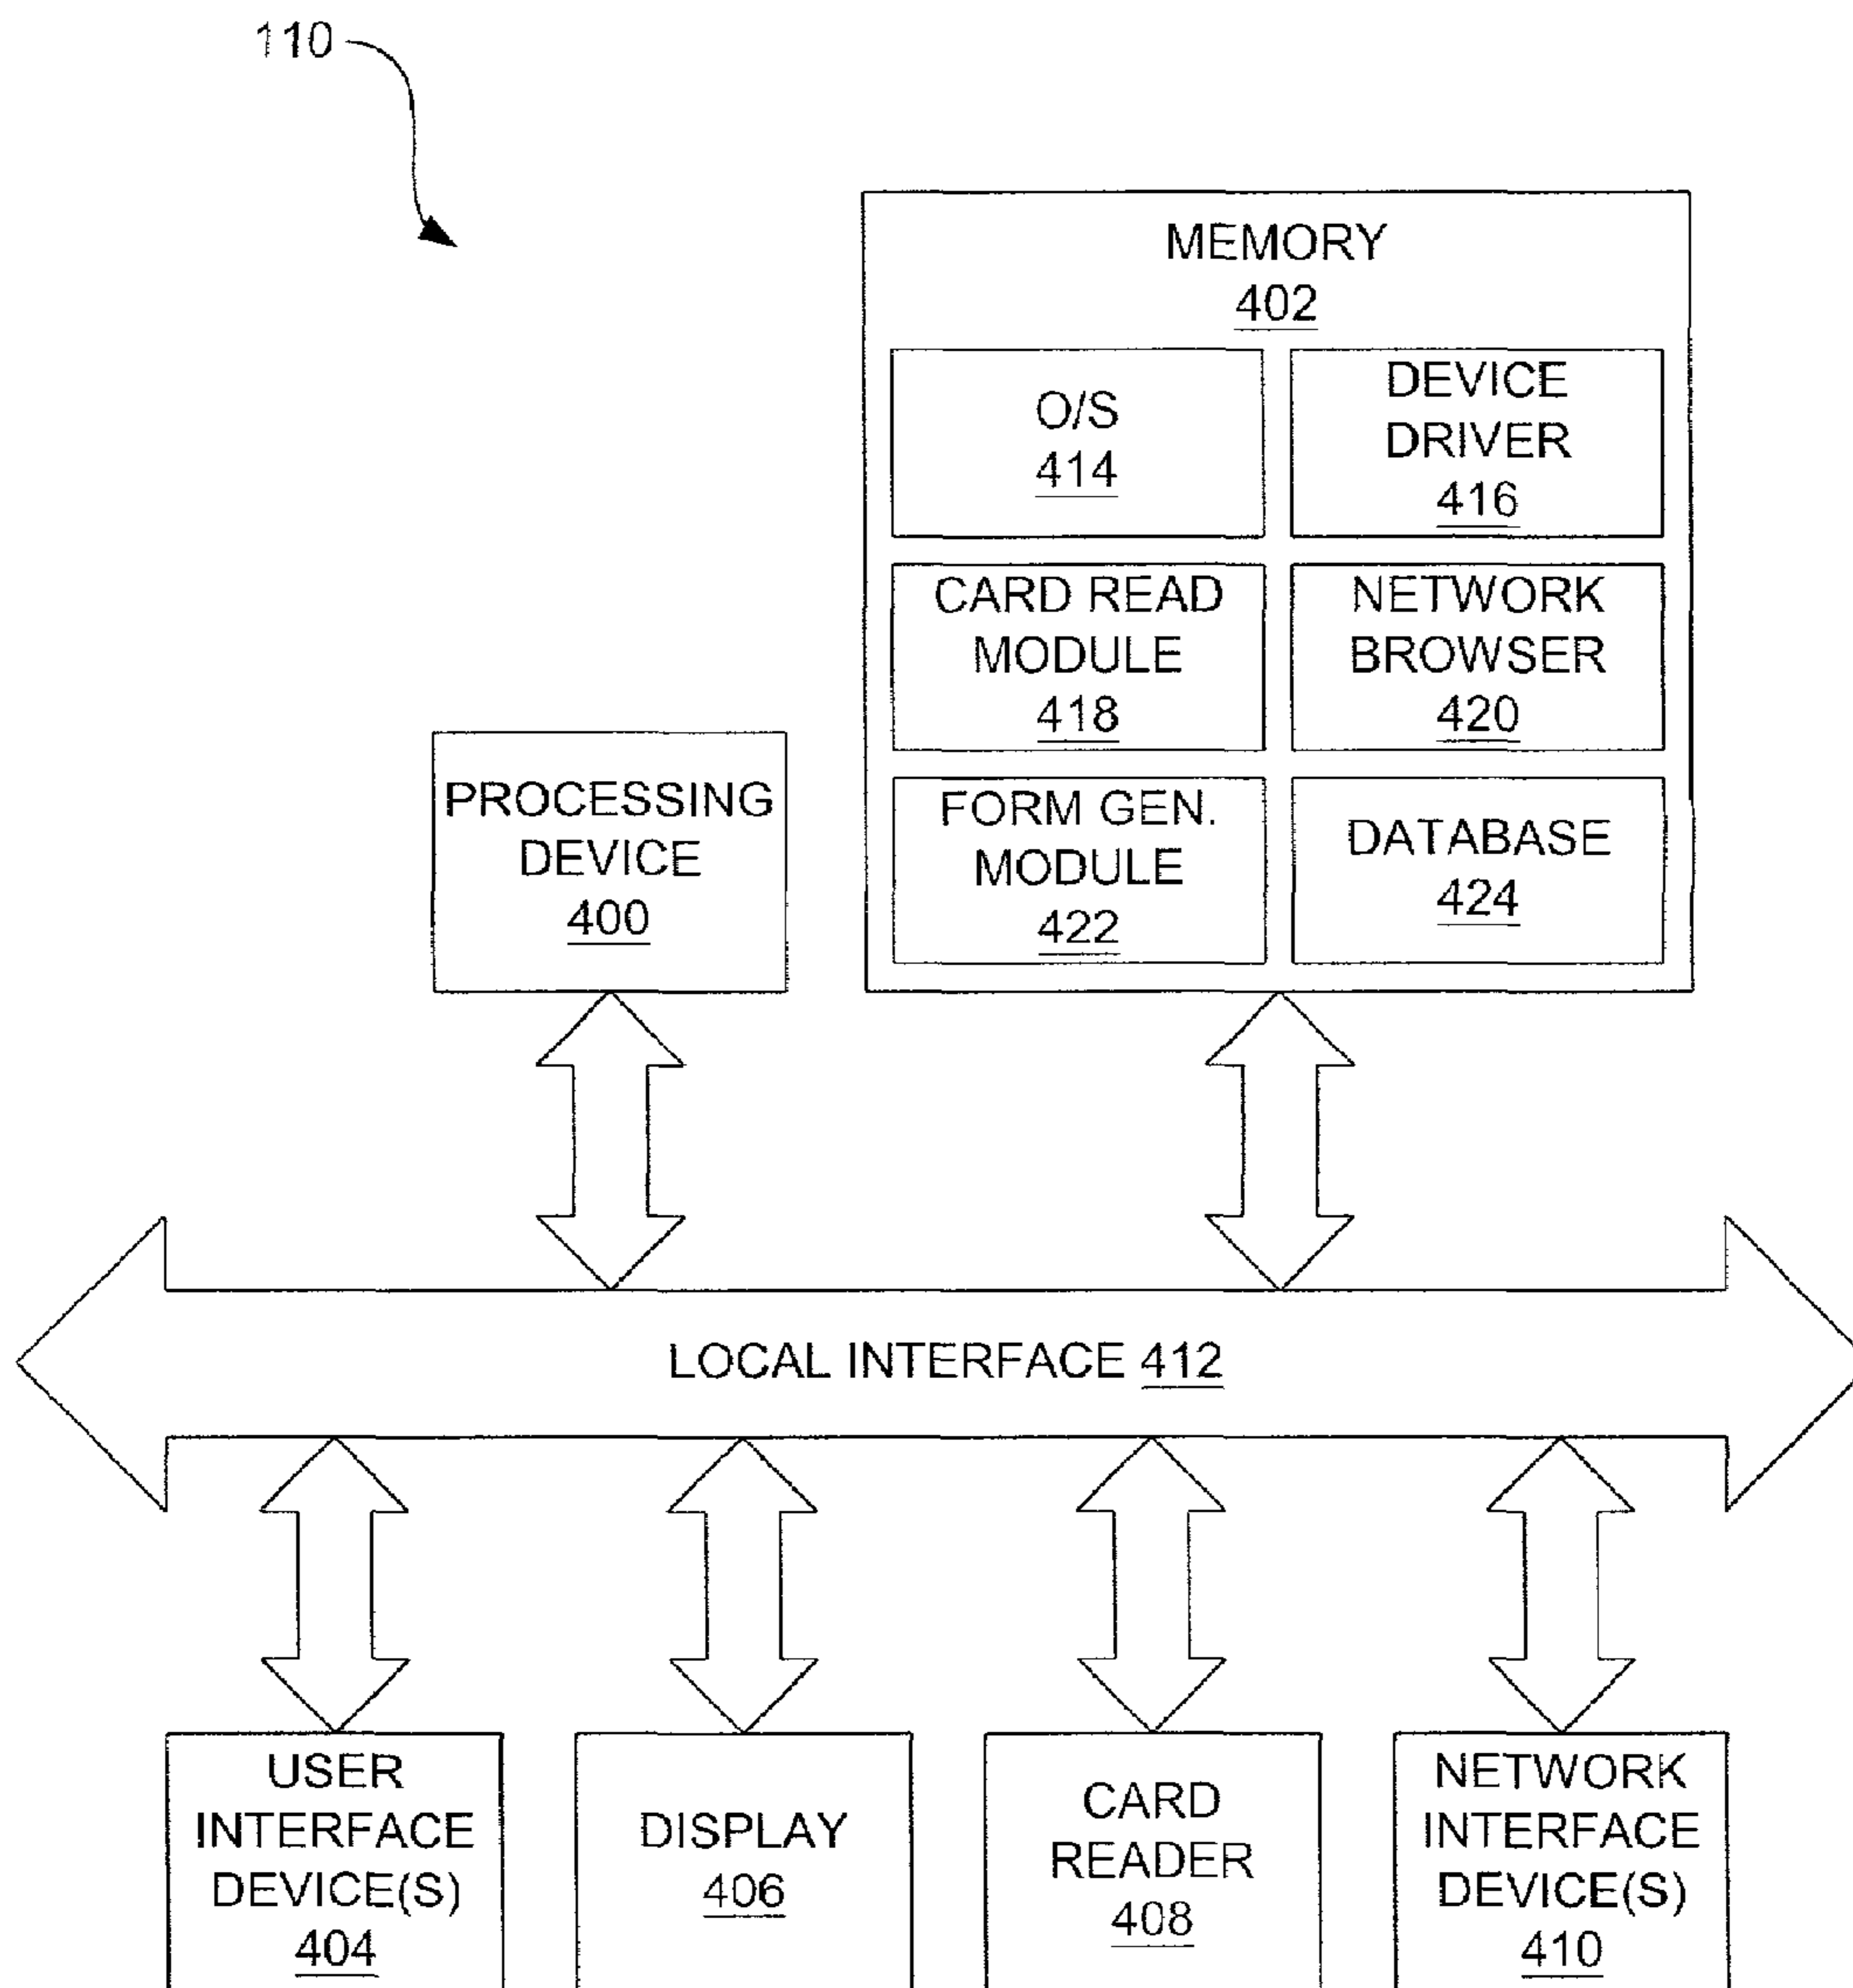 110
MEMORY
402
O/S
414
DEVICE
DRIVER
416
CARD READ
MODULE
418
NETWORK
BROWSER
420
FORM GEN.
MODULE
422
DATABASE
424
PROCESSING
DEVICE
400
LOCAL INTERFACE 412
USER
INTERFACE
DEVICE(S)
404
DISPLAY
406
CARD
READER
408
NETWORK
INTERFACE
DEVICE(S)
410